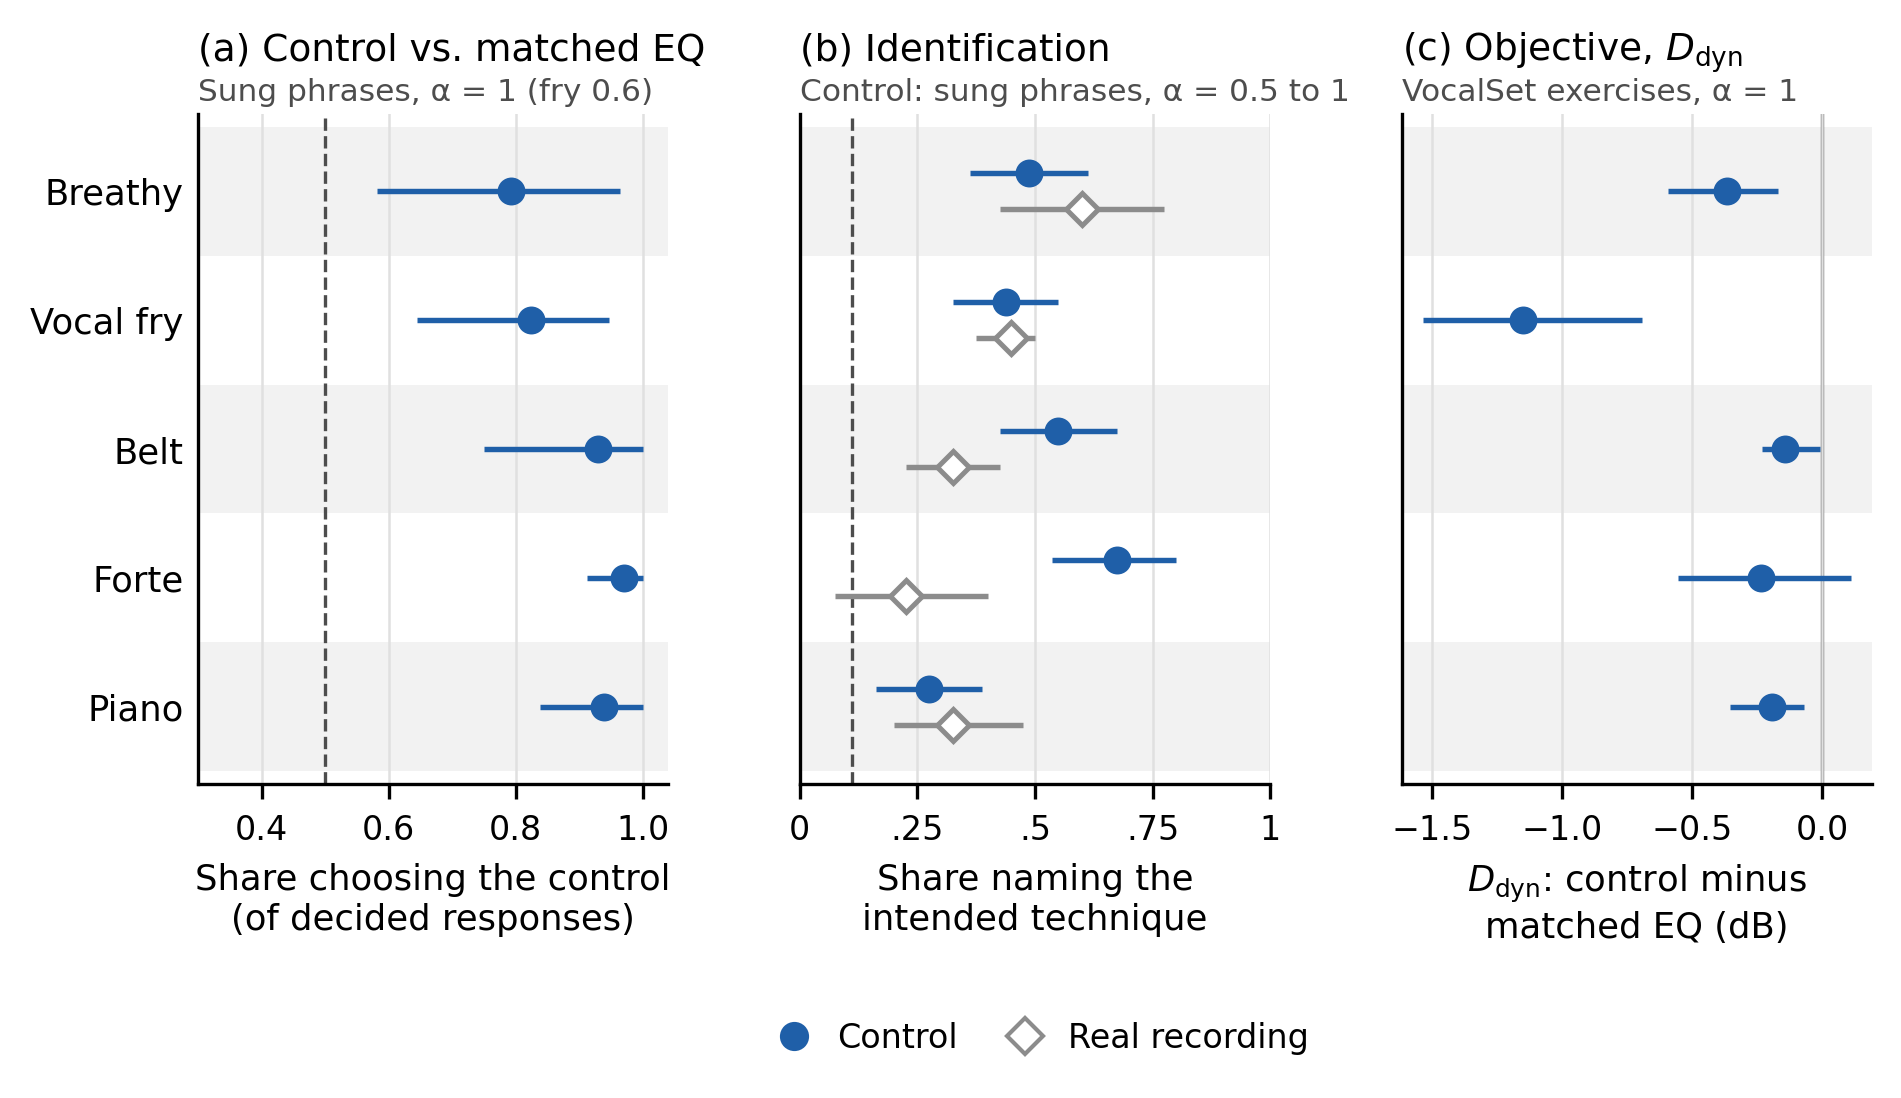 (a) Control vs. matched EQ
Sung phrases, α = 1 (fry 0.6)
Breathy
Vocal fry
Belt
Forte
Piano
0.4 0.6 0.8 1.0
Share choosing the control
(of decided responses)
(b) Identification
Control: sung phrases, α = 0.5 to 1
0 .25 .5 .75 1
Share naming the
intended technique
(c) Objective, Ddyn
VocalSet exercises, α = 1
−1.5 −1.0 −0.5 0.0
Ddyn: control minus
matched EQ (dB)
Control
Real recording